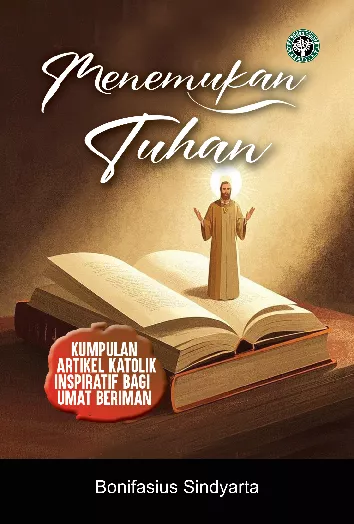 Menemukan
Tuhan
KUMPULAN
ARTIKEL KATOLIK
INSPIRATIF BAGI
UMAT BERIMAN
Bonifasius Sindyarta